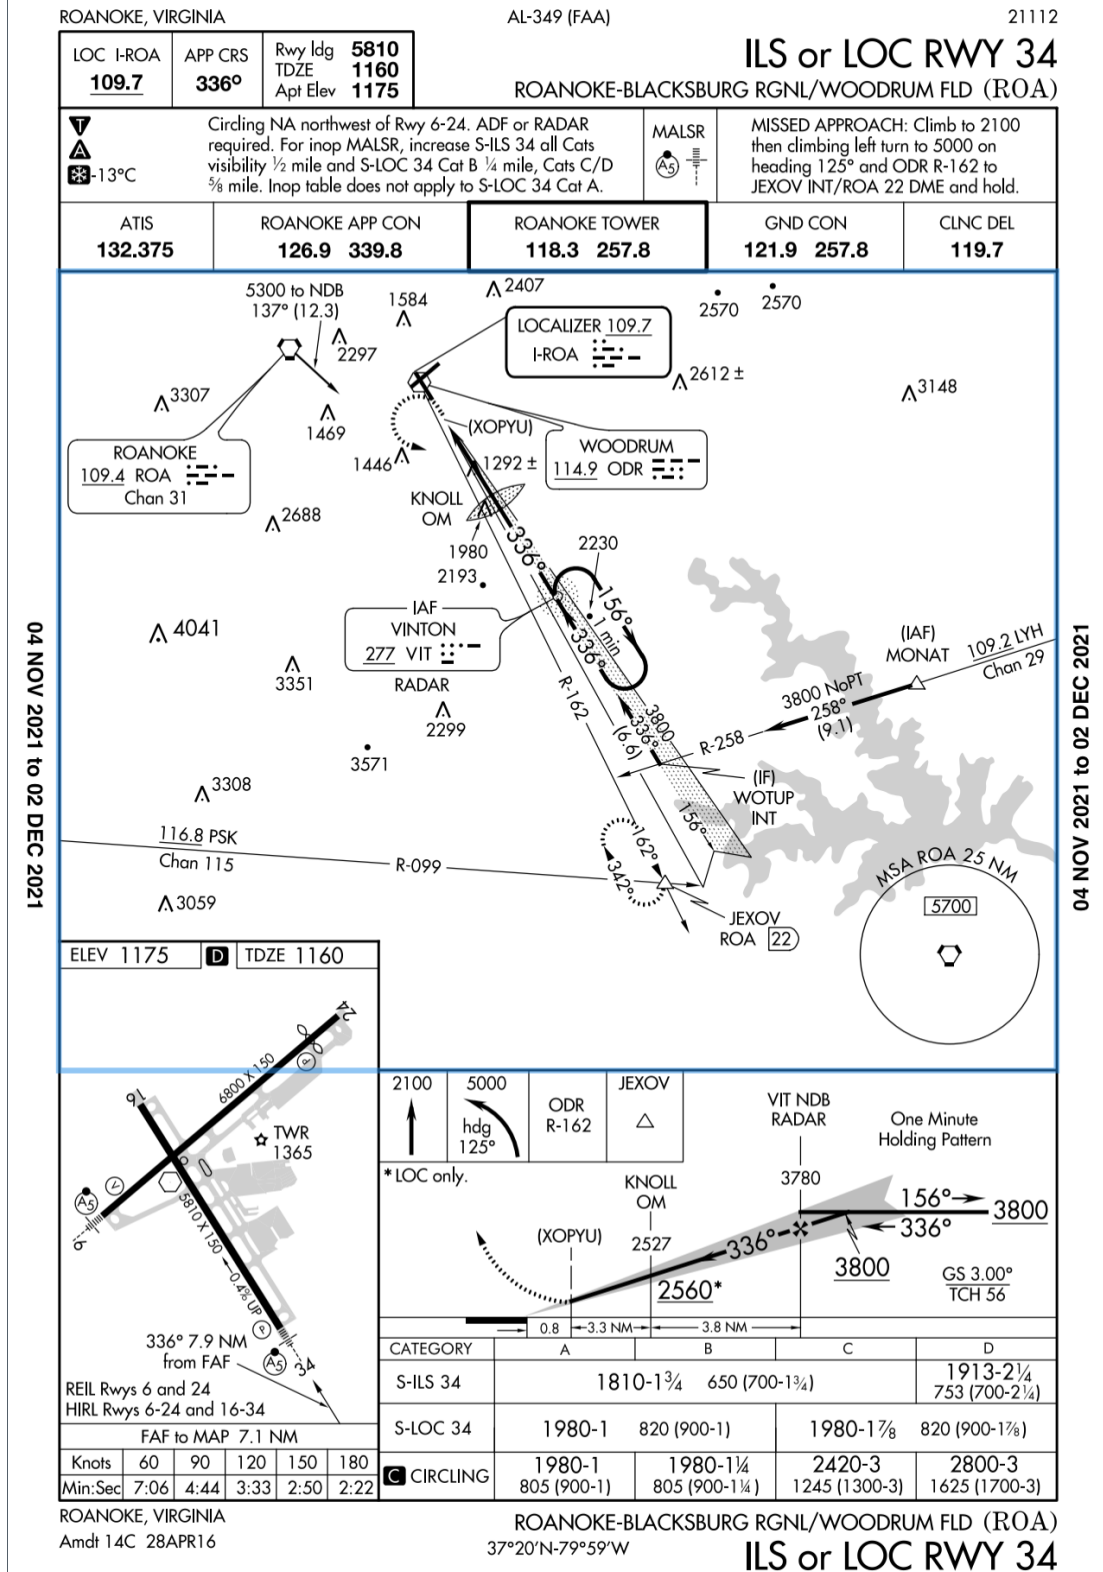 ROANOKE, VIRGINIA
AL-349 (FAA)
21112
LOC I-ROA
109.7
APP CRS
336°
Rwy ldg 5810
TDZE 1160
Apt Elev 1175
ILS or LOC RWY 34
ROANOKE-BLACKSBURG RGNL/WOODRUM FLD (ROA)
T
A
-13°C
Circling NA northwest of Rwy 6-24. ADF or RADAR
required. For inop MALSR, increase S-ILS 34 all Cats
visibility ½ mile and S-LOC 34 Cat B ¼ mile, Cats C/D
⅝ mile. Inop table does not apply to S-LOC 34 Cat A.
MALSR
A5
MISSED APPROACH: Climb to 2100
then climbing left turn to 5000 on
heading 125° and ODR R-162 to
JEXOV INT/ROA 22 DME and hold.
ATIS
132.375
ROANOKE APP CON
126.9 339.8
ROANOKE TOWER
118.3 257.8
GND CON
121.9 257.8
CLNC DEL
119.7
5300 to NDB
137° (12.3)
1584
2407
2570
2570
2297
LOCALIZER 109.7
I-ROA
2612 ±
3148
3307
1469
(XOPYU)
ROANOKE
109.4 ROA
Chan 31
1446
1292 ±
WOODRUM
114.9 ODR
KNOLL
OM
2688
1980
336°
2230
2193
156°
1 min
IAF
VINTON
277 VIT
RADAR
336°
4041
3351
2299
3571
3308
R-162
(6.6)
3800
336°
(IAF)
MONAT
109.2 LYH
Chan 29
3800 NoPT
258°
(9.1)
R-258
(IF)
WOTUP
INT
156°
116.8 PSK
Chan 115
R-099
162°
342°
3059
JEXOV
ROA 22
MSA ROA 25 NM
5700
04 NOV 2021 to 02 DEC 2021
04 NOV 2021 to 02 DEC 2021
ELEV 1175
D
TDZE 1160
24
6800 X 150
P
16
TWR
1365
V
A5
6
5810 X 150
0.4% UP
P
A5
34
336° 7.9 NM
from FAF
REIL Rwys 6 and 24
HIRL Rwys 6-24 and 16-34
FAF to MAP 7.1 NM
Knots 60 90 120 150 180
Min:Sec 7:06 4:44 3:33 2:50 2:22
2100
5000
hdg
125°
ODR
R-162
JEXOV
*LOC only.
VIT NDB
RADAR
One Minute
Holding Pattern
3780
KNOLL
OM
2527
(XOPYU)
156°
3800
336°
336°
3800
2560*
GS 3.00°
TCH 56
0.8 3.3 NM 3.8 NM
CATEGORY A B C D
S-ILS 34 1810-1¾ 650 (700-1¾) 1913-2¼
753 (700-2¼)
S-LOC 34 1980-1 820 (900-1) 1980-1⅞ 820 (900-1⅞)
C CIRCLING 1980-1 1980-1¼ 2420-3 2800-3
805 (900-1) 805 (900-1¼) 1245 (1300-3) 1625 (1700-3)
ROANOKE, VIRGINIA
Amdt 14C 28APR16
37°20'N-79°59'W
ROANOKE-BLACKSBURG RGNL/WOODRUM FLD (ROA)
ILS or LOC RWY 34